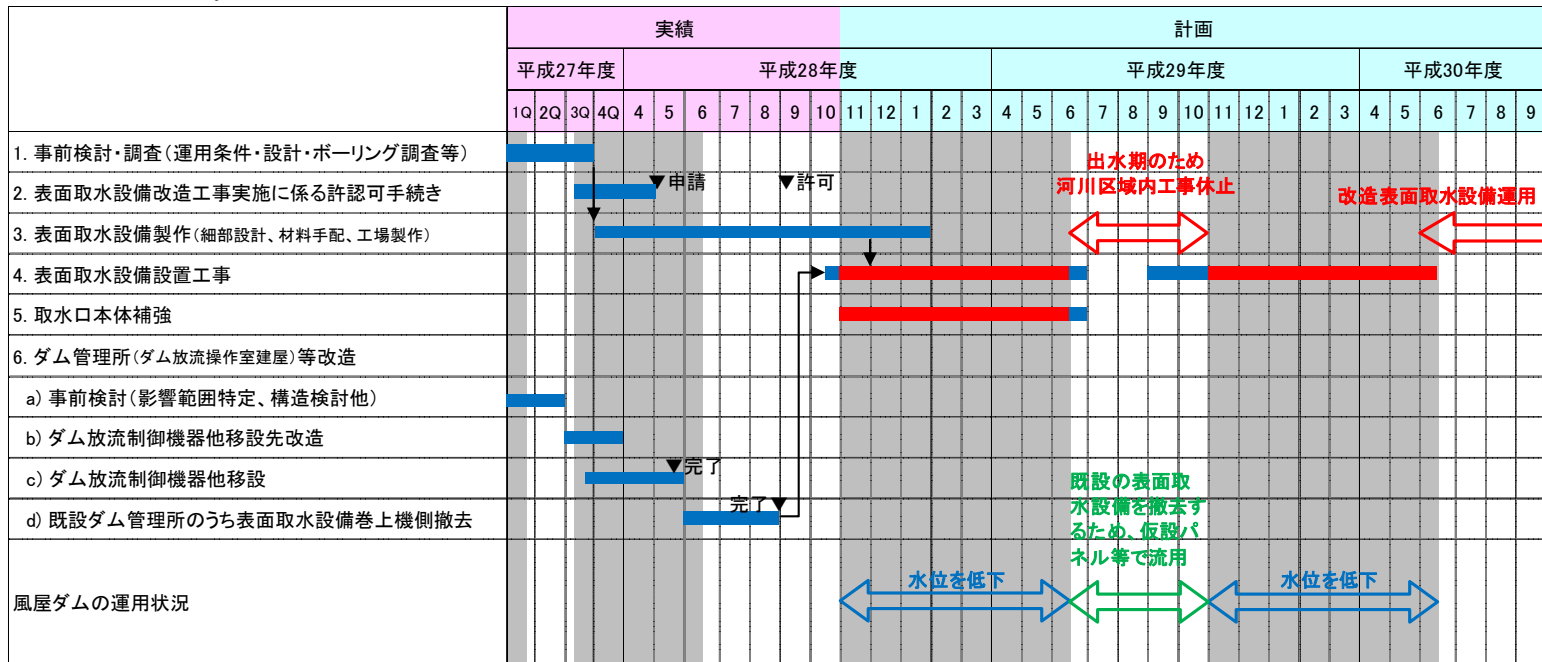 実績 計画
平成27年度 平成28年度 平成29年度 平成30年度
1Q 2Q 3Q 4Q 4 5 6 7 8 9 10 11 12 1 2 3 4 5 6 7 8 9 10 11 12 1 2 3 4 5 6 7 8 9
1. 事前検討・調査(運用条件・設計・ボーリング調査等)
出水期のため
河川区域内工事休止
2. 表面取水設備改造工事実施に係る許認可手続き
▼申請 ▼許可
改造表面取水設備運用
3. 表面取水設備製作(細部設計、材料手配、工場製作)
4. 表面取水設備設置工事
5. 取水口本体補強
6. ダム管理所(ダム放流操作室建屋)等改造
a) 事前検討(影響範囲特定、構造検討他)
b) ダム放流制御機器他移設先改造
c) ダム放流制御機器他移設
▼完了
d) 既設ダム管理所のうち表面取水設備巻上機側撤去
完了▼
既設の表面取
水設備を撤去す
るため、仮設パ
ネル等で流用
風屋ダムの運用状況
水位を低下 水位を低下